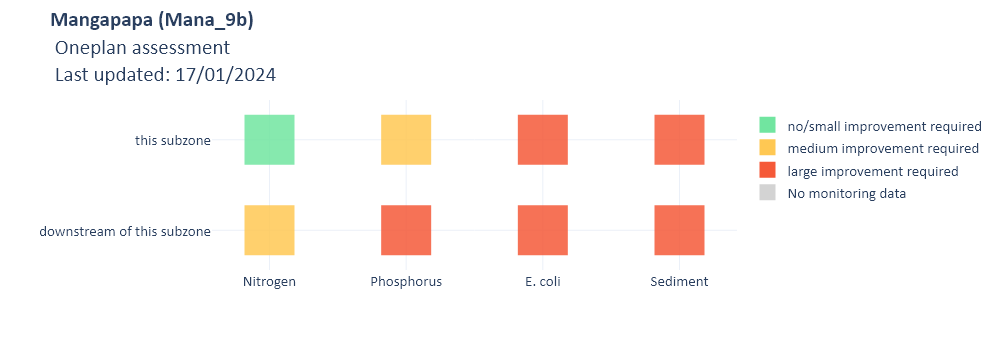 Mangapapa (Mana_9b)
Oneplan assessment
Last updated: 17/01/2024
this subzone
downstream of this subzone
Nitrogen
Phosphorus
E. coli
Sediment
no/small improvement required
medium improvement required
large improvement required
No monitoring data